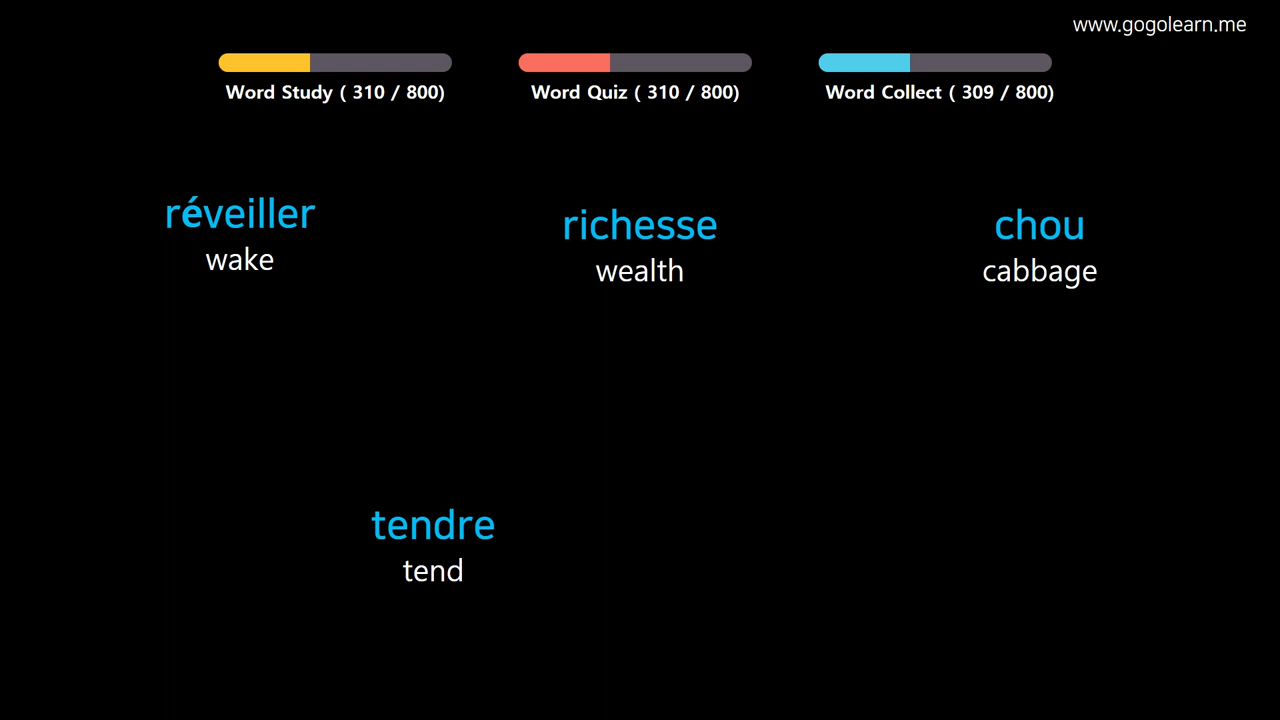 www.gogolearn.me
Word Study ( 310 / 800)
Word Quiz ( 310 / 800)
Word Collect ( 309 / 800)
réveiller
wake
richesse
wealth
chou
cabbage
tendre
tend